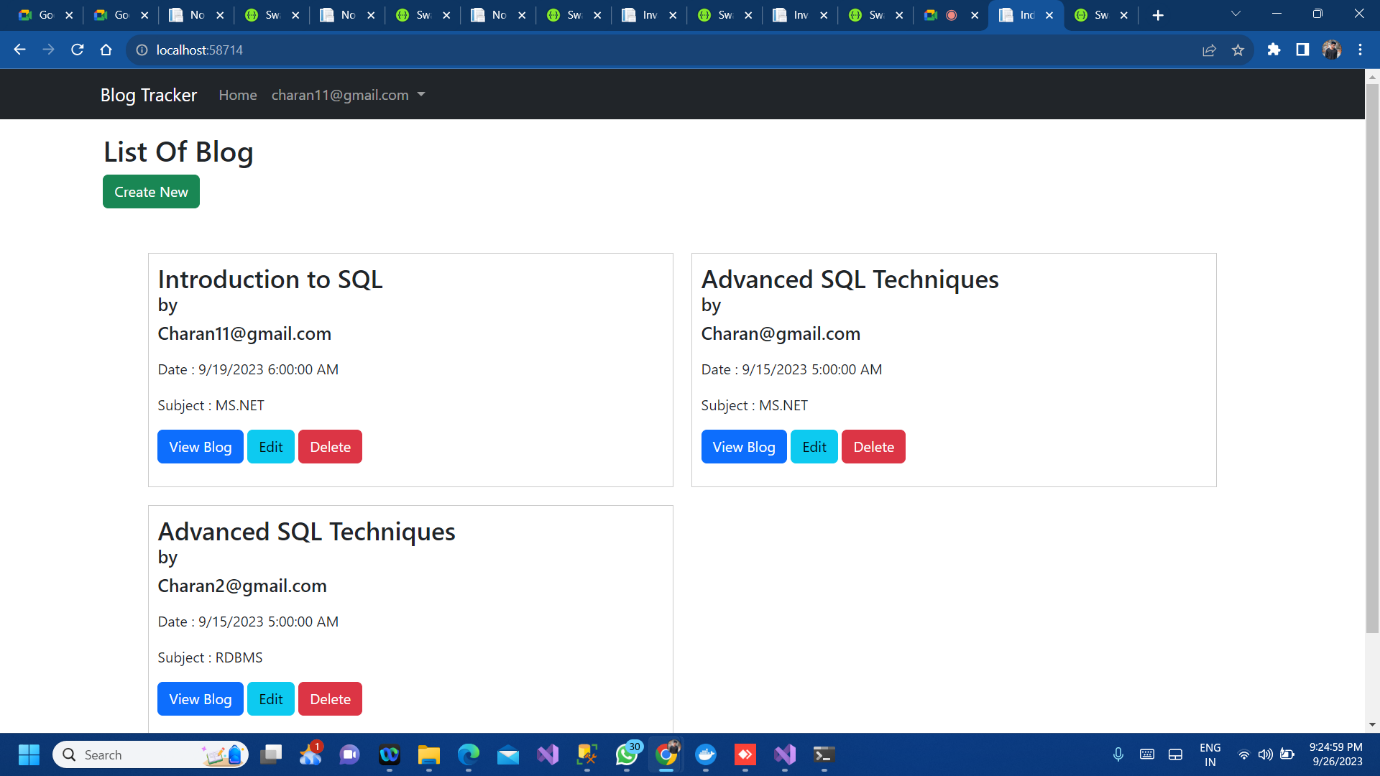 Go
Go
No
Sw
No
Sw
No
Sw
Inv
Sw
Inv
Sw
Inc
Sw
localhost:58714
Blog Tracker Home charan11@gmail.com
List Of Blog
Create New
Introduction to SQL
by
Charan11@gmail.com
Date : 9/19/2023 6:00:00 AM
Subject : MS.NET
View Blog Edit Delete
Advanced SQL Techniques
by
Charan@gmail.com
Date : 9/15/2023 5:00:00 AM
Subject : MS.NET
View Blog Edit Delete
Advanced SQL Techniques
by
Charan2@gmail.com
Date : 9/15/2023 5:00:00 AM
Subject : RDBMS
View Blog Edit Delete
Search
1
30
ENG
IN
9:24:59 PM
9/26/2023